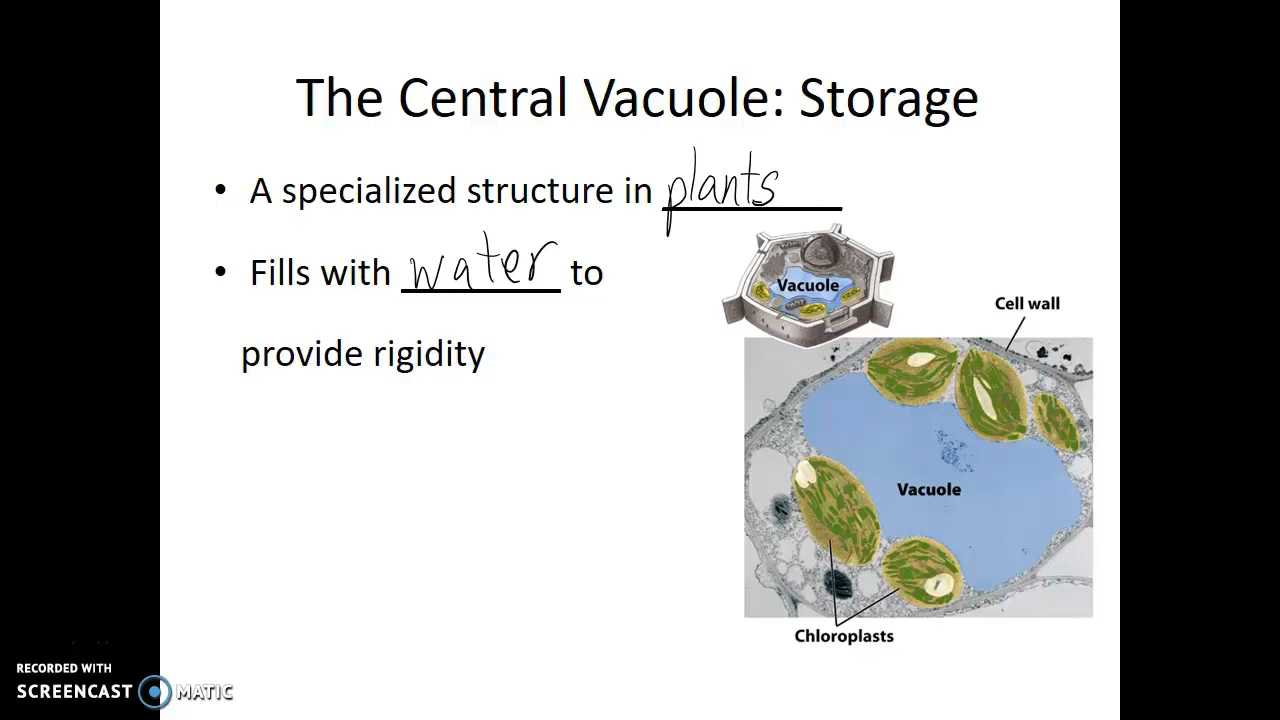 The Central Vacuole: Storage
• A specialized structure in plants
• Fills with water to
provide rigidity
Vacuole
Cell wall
Vacuole
Chloroplasts
RECORDED WITH
SCREENCAST MATIC